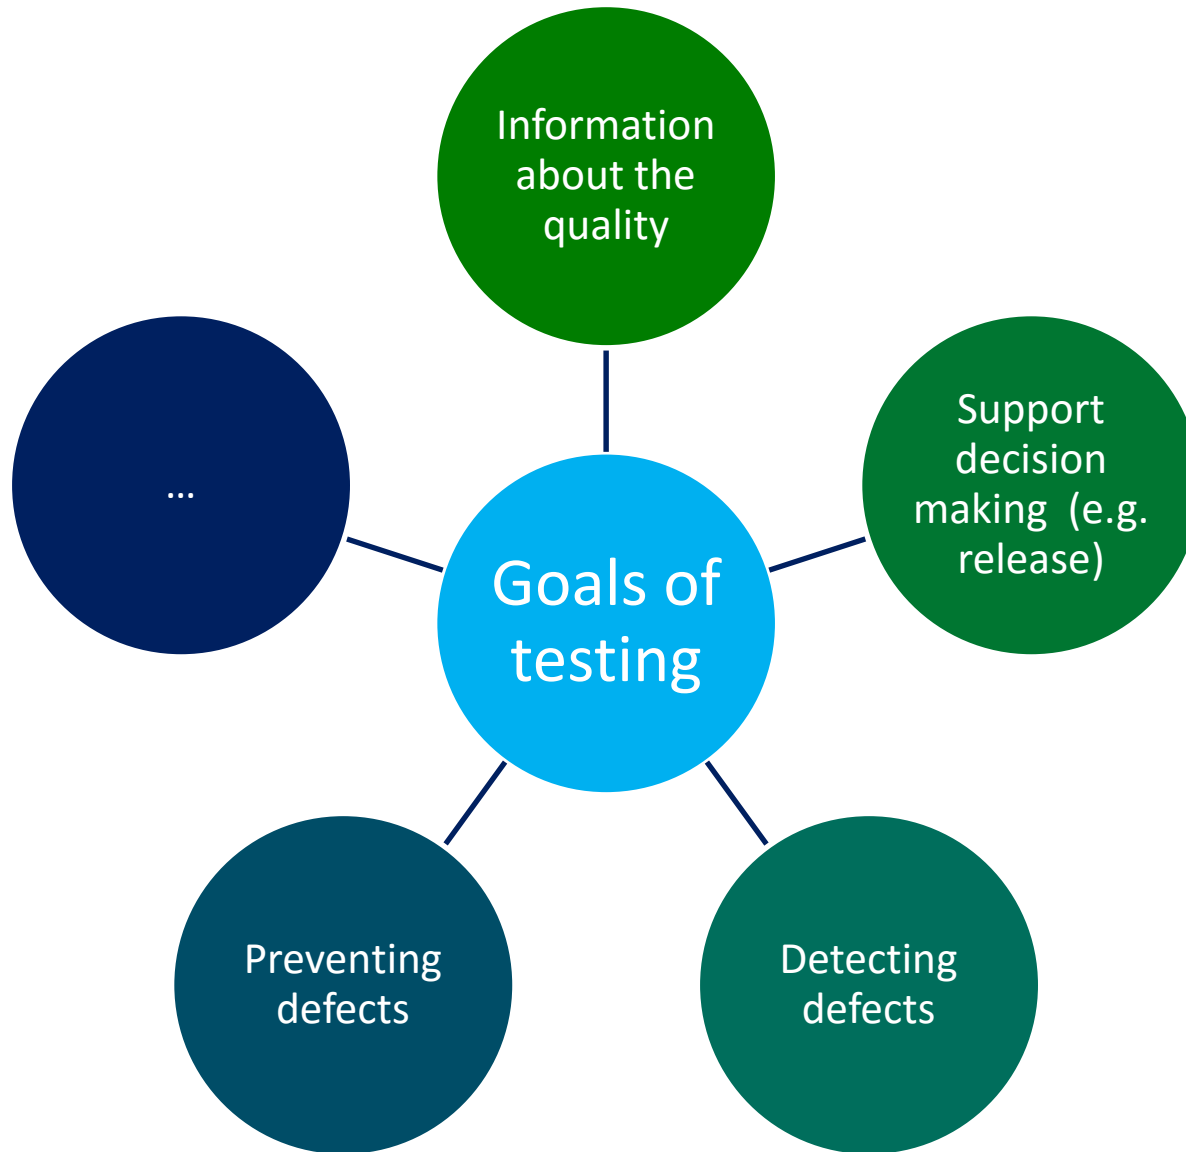 Information
about the
quality
Support
decision
making  (e.g.
release)
...
Goals of
testing
Preventing
defects
Detecting
defects